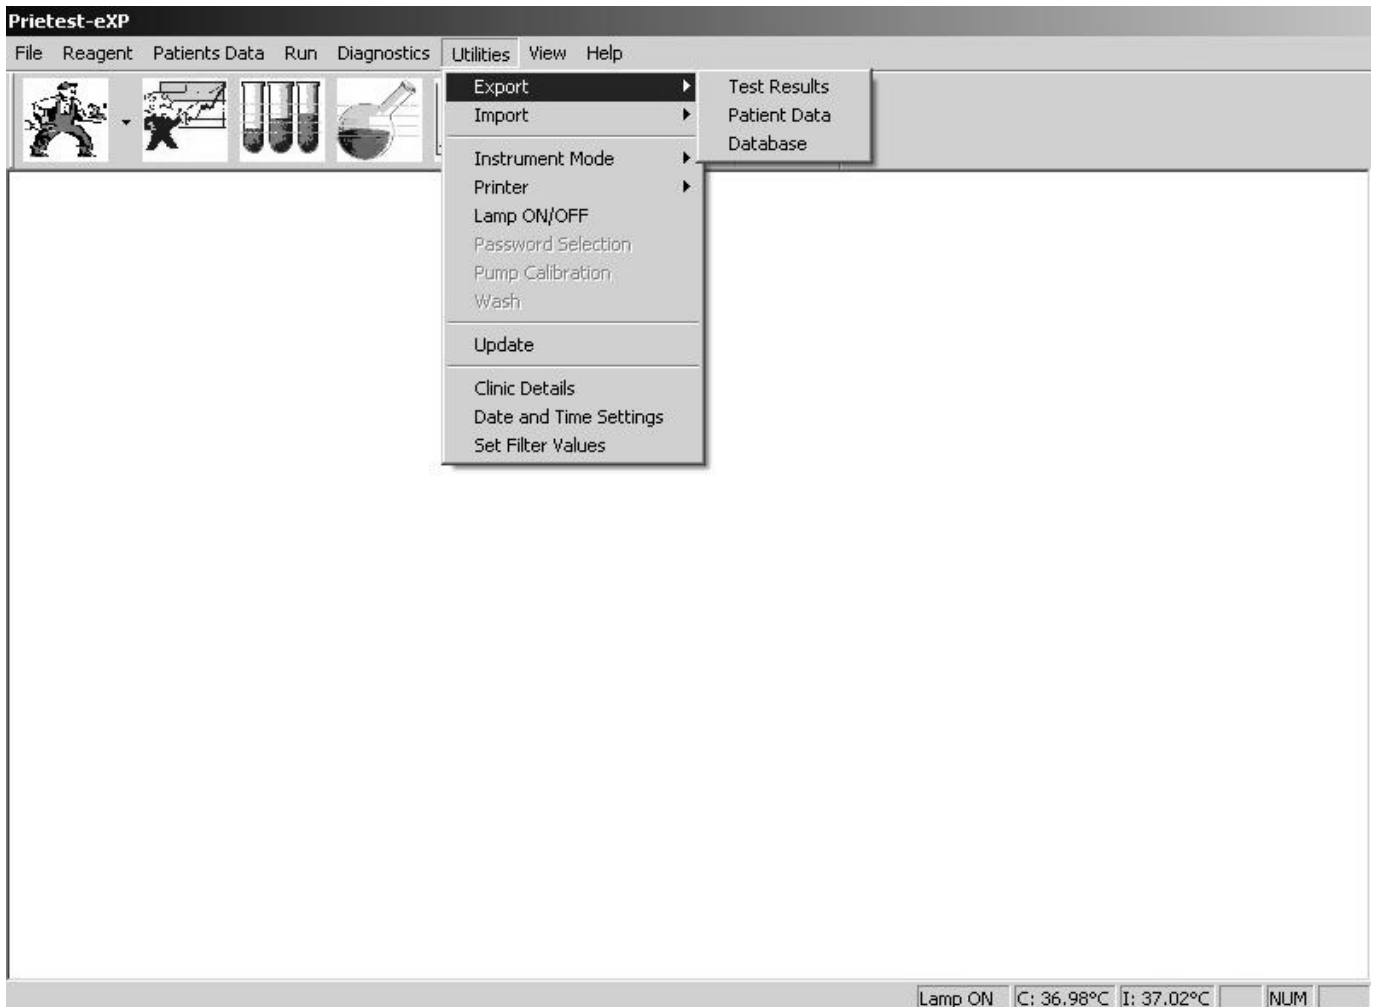 Prietest-eXP
File Reagent Patients Data Run Diagnostics Utilities View Help
Export Test Results
Import Patient Data
Database
Instrument Mode
Printer
Lamp ON/OFF
Password Selection
Pump Calibration
Wash
Update
Clinic Details
Date and Time Settings
Set Filter Values
Lamp ON C: 36.98°C I: 37.02°C NUM